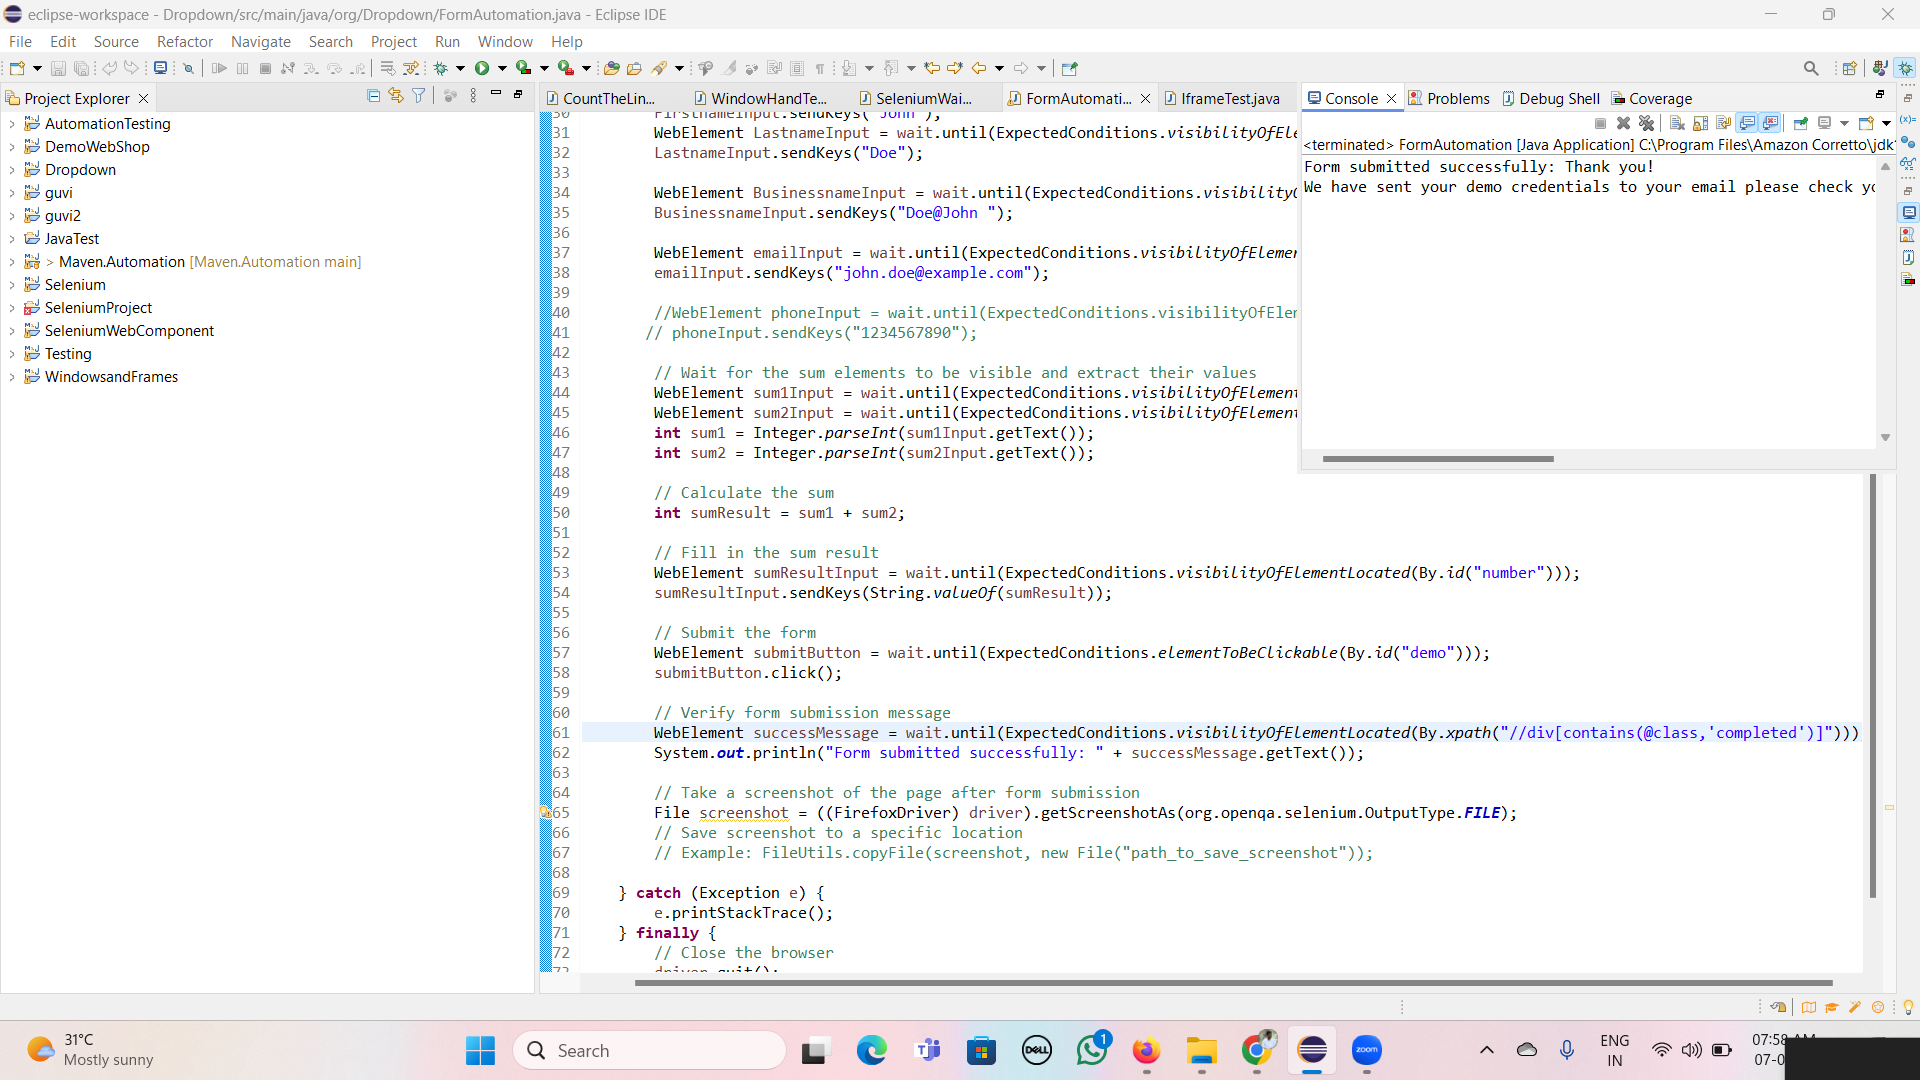 eclipse-workspace - Dropdown/src/main/java/org/Dropdown/FormAutomation.java - Eclipse IDE
File Edit Source Refactor Navigate Search Project Run Window Help
Project Explorer
AutomationTesting
DemoWebShop
Dropdown
guvi
guvi2
JavaTest
> Maven.Automation [Maven.Automation main]
Selenium
SeleniumProject
SeleniumWebComponent
Testing
WindowsandFrames
CountTheLin... WindowHandTe... SeleniumWai... FormAutomati... IframeTest.java
30 FirstnameInput.sendKeys("John");
31 WebElement LastnameInput = wait.until(ExpectedConditions.visibilityOfEle
32 LastnameInput.sendKeys("Doe");
33
34 WebElement BusinessnameInput = wait.until(ExpectedConditions.visibilityO
35 BusinessnameInput.sendKeys("Doe@John ");
36
37 WebElement emailInput = wait.until(ExpectedConditions.visibilityOfElemen
38 emailInput.sendKeys("john.doe@example.com");
39
40 //WebElement phoneInput = wait.until(ExpectedConditions.visibilityOfElem
41 // phoneInput.sendKeys("1234567890");
42
43 // Wait for the sum elements to be visible and extract their values
44 WebElement sum1Input = wait.until(ExpectedConditions.visibilityOfElement
45 WebElement sum2Input = wait.until(ExpectedConditions.visibilityOfElement
46 int sum1 = Integer.parseInt(sum1Input.getText());
47 int sum2 = Integer.parseInt(sum2Input.getText());
48
49 // Calculate the sum
50 int sumResult = sum1 + sum2;
51
52 // Fill in the sum result
53 WebElement sumResultInput = wait.until(ExpectedConditions.visibilityOfElementLocated(By.id("number")));
54 sumResultInput.sendKeys(String.valueOf(sumResult));
55
56 // Submit the form
57 WebElement submitButton = wait.until(ExpectedConditions.elementToBeClickable(By.id("demo")));
58 submitButton.click();
59
60 // Verify form submission message
61 WebElement successMessage = wait.until(ExpectedConditions.visibilityOfElementLocated(By.xpath("//div[contains(@class,'completed')]")))
62 System.out.println("Form submitted successfully: " + successMessage.getText());
63
64 // Take a screenshot of the page after form submission
65 File screenshot = ((FirefoxDriver) driver).getScreenshotAs(org.openqa.selenium.OutputType.FILE);
66 // Save screenshot to a specific location
67 // Example: FileUtils.copyFile(screenshot, new File("path_to_save_screenshot"));
68
69 } catch (Exception e) {
70 e.printStackTrace();
71 } finally {
72 // Close the browser
73 driver.quit();
Console Problems Debug Shell Coverage
<terminated> FormAutomation [Java Application] C:\Program Files\Amazon Corretto\jdk1
Form submitted successfully: Thank you!
We have sent your demo credentials to your email please check yo
31°C
Mostly sunny
Search
DELL
1
zoom
ENG
IN
07:58 AM
07-0